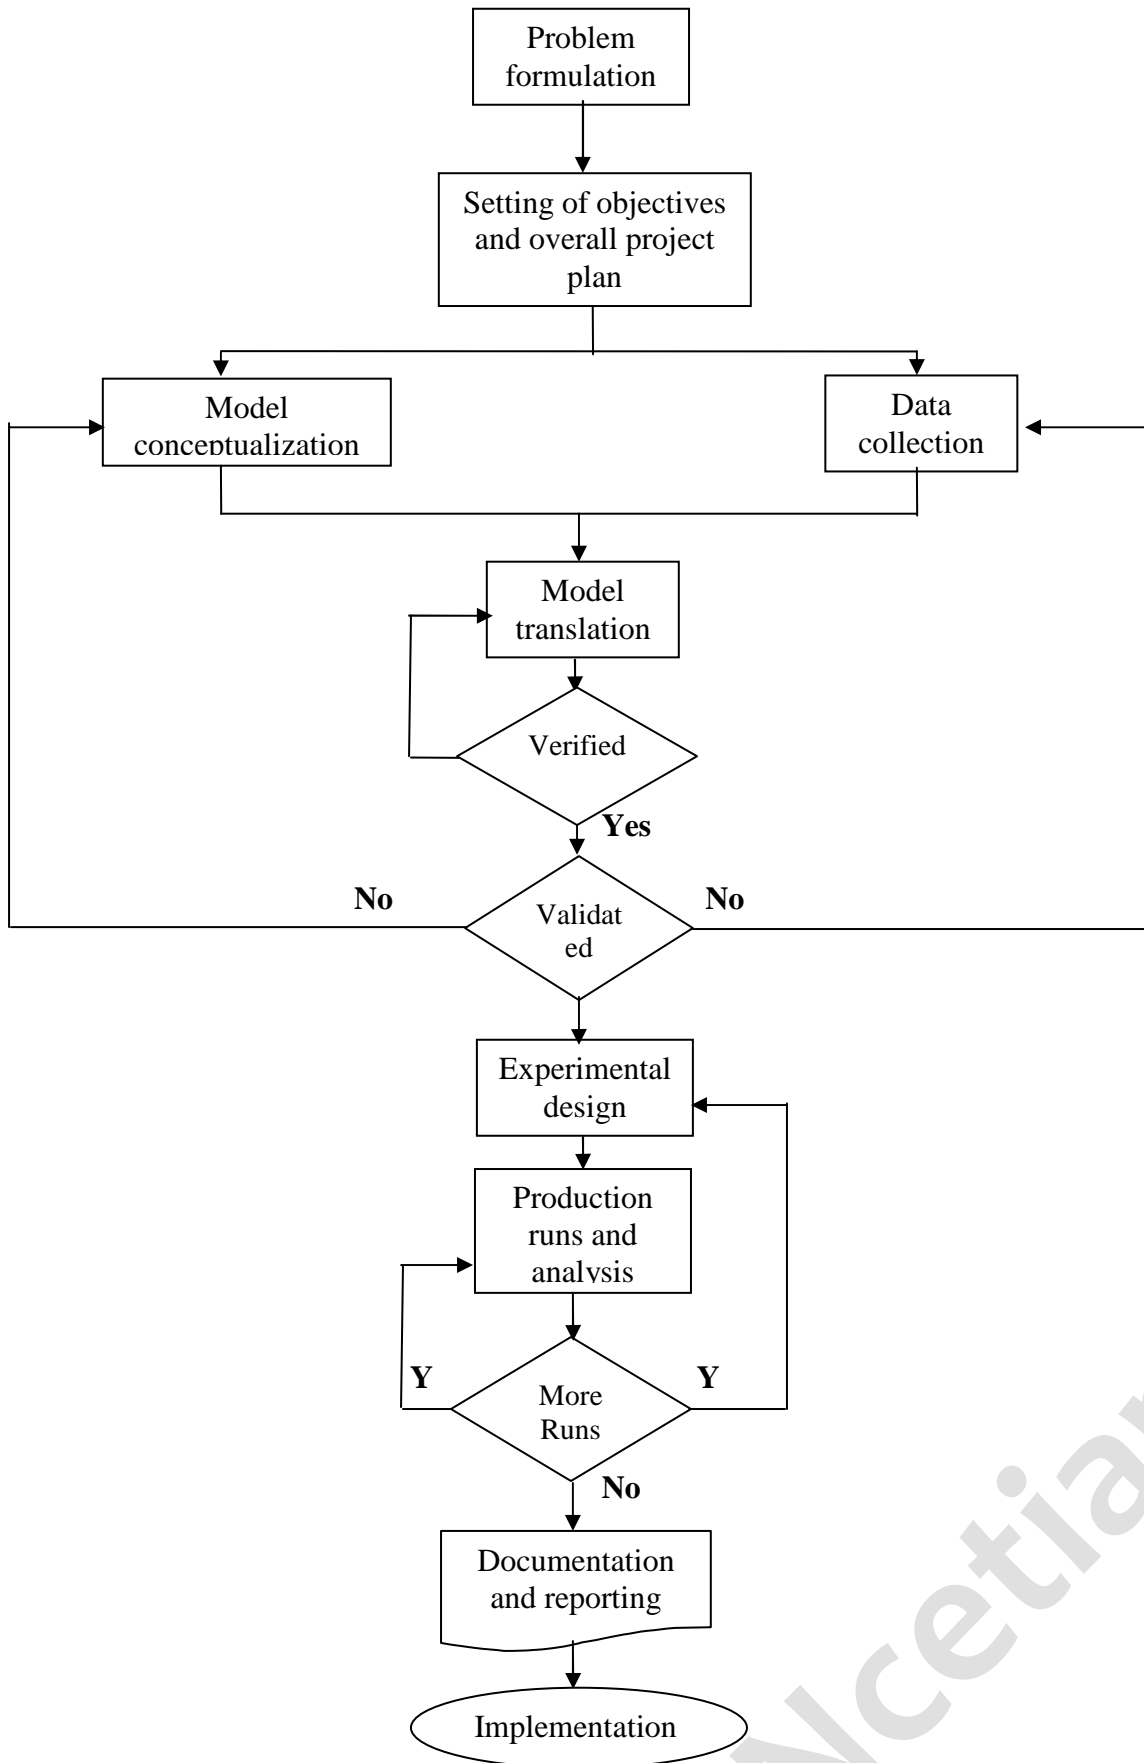 Problem
formulation
Setting of objectives
and overall project
plan
Model
conceptualization
Data
collection
Model
translation
Verified
Yes
No
No
Validat
ed
Experimental
design
Production
runs and
analysis
Y
Y
More
Runs
No
Documentation
and reporting
Implementation